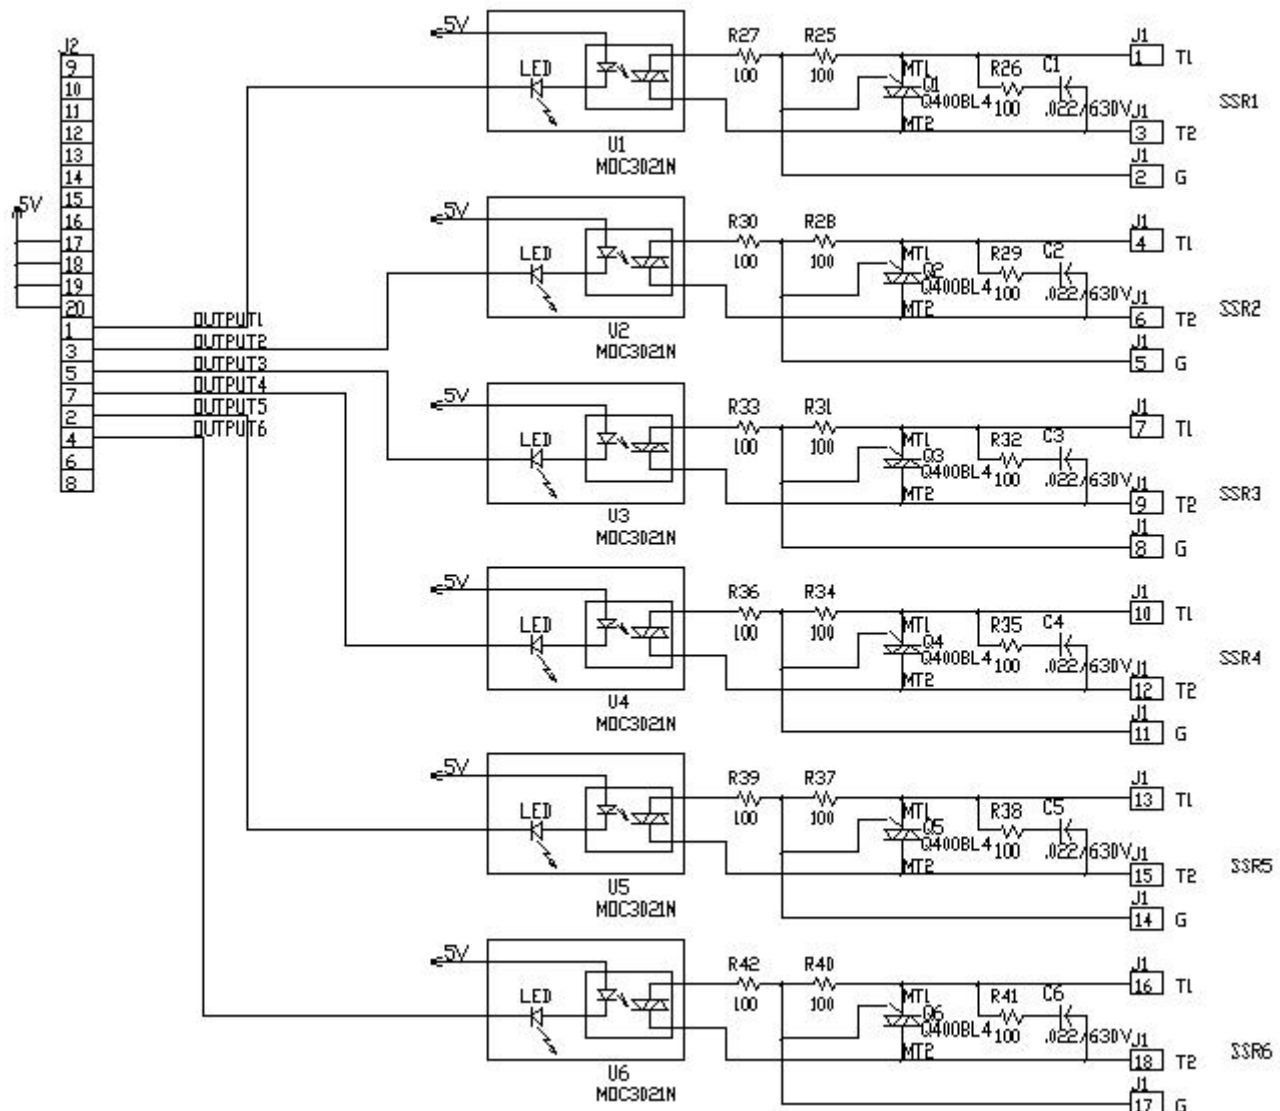 J2
9
10
11
12
13
14
15
16
17
18
19
20
1
3
5
7
2
4
6
8
5V
OUTPUT1
OUTPUT2
OUTPUT3
OUTPUT4
OUTPUT5
OUTPUT6
5V
LED
U1
MOC3021N
R27
100
R25
100
MT1
Q1
Q400BL4
MT2
R26
100
C1
.022/630V
J1
1 T1
J1
3 T2
J1
2 G
SSR1
5V
LED
U2
MOC3021N
R30
100
R28
100
MT1
Q2
Q400BL4
MT2
R29
100
C2
.022/630V
J1
4 T1
J1
6 T2
J1
5 G
SSR2
5V
LED
U3
MOC3021N
R33
100
R31
100
MT1
Q3
Q400BL4
MT2
R32
100
C3
.022/630V
J1
7 T1
J1
9 T2
J1
8 G
SSR3
5V
LED
U4
MOC3021N
R36
100
R34
100
MT1
Q4
Q400BL4
MT2
R35
100
C4
.022/630V
J1
10 T1
J1
12 T2
J1
11 G
SSR4
5V
LED
U5
MOC3021N
R39
100
R37
100
MT1
Q5
Q400BL4
MT2
R38
100
C5
.022/630V
J1
13 T1
J1
15 T2
J1
14 G
SSR5
5V
LED
U6
MOC3021N
R42
100
R40
100
MT1
Q6
Q400BL4
MT2
R41
100
C6
.022/630V
J1
16 T1
J1
18 T2
J1
17 G
SSR6